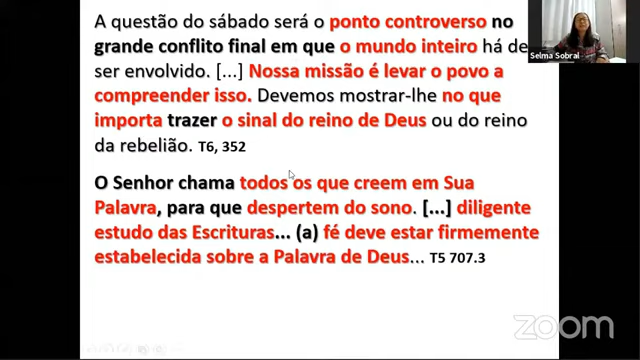 A questão do sábado será o ponto controverso no
grande conflito final em que o mundo inteiro há de
ser envolvido. [...] Nossa missão é levar o povo a
compreender isso. Devemos mostrar-lhe no que
importa trazer o sinal do reino de Deus ou do reino
da rebelião. T6, 352
O Senhor chama todos os que creem em Sua
Palavra, para que despertem do sono. [...] diligente
estudo das Escrituras... (a) fé deve estar firmemente
estabelecida sobre a Palavra de Deus... T5 707.3
Selma Sobral
zoom